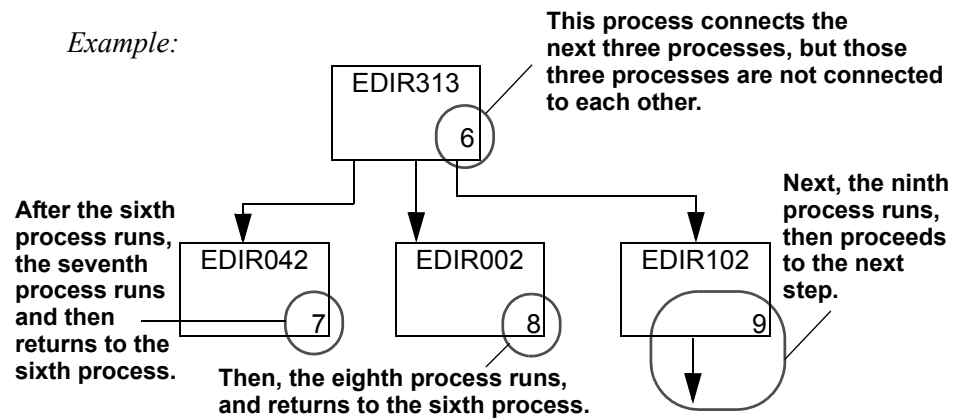 Example:
This process connects the
next three processes, but those
three processes are not connected
to each other.
EDIR313
6
After the sixth
process runs,
the seventh
process runs
and then
returns to the
sixth process.
EDIR042
7
EDIR002
8
Then, the eighth process runs,
and returns to the sixth process.
EDIR102
9
Next, the ninth
process runs,
then proceeds
to the next
step.